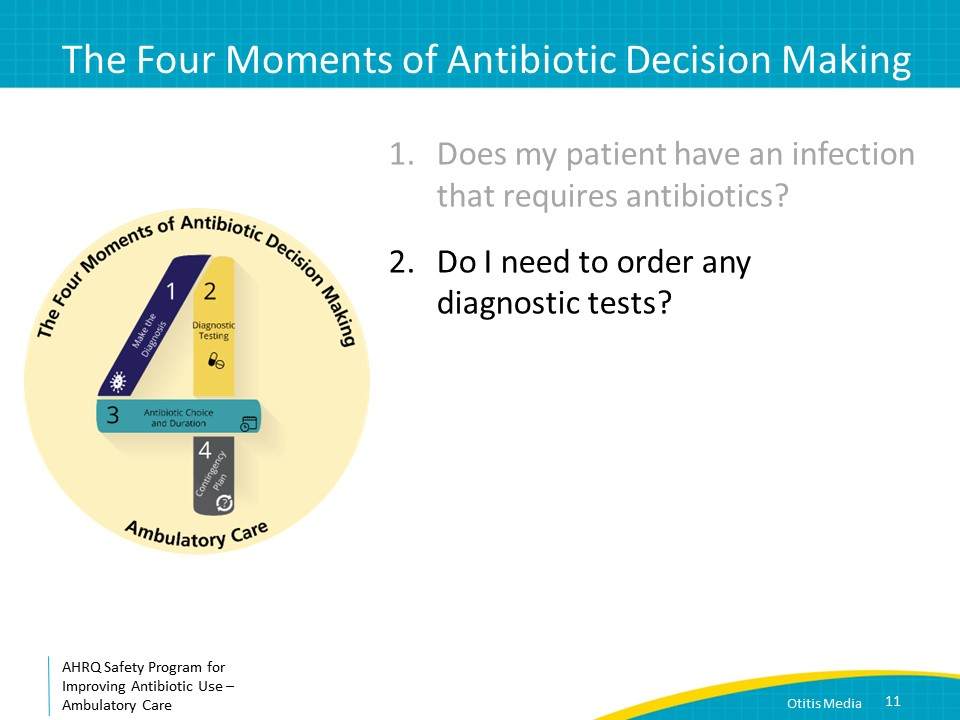 The Four Moments of Antibiotic Decision Making
1. Does my patient have an infection
that requires antibiotics?
2. Do I need to order any
diagnostic tests?
The Four Moments of Antibiotic Decision Making
1
Make the
Diagnosis
2
Diagnostic
Testing
3
Antibiotic Choice
and Duration
4
Contingency
Plan
?
Ambulatory Care
AHRQ Safety Program for
Improving Antibiotic Use –
Ambulatory Care
Otitis Media
11